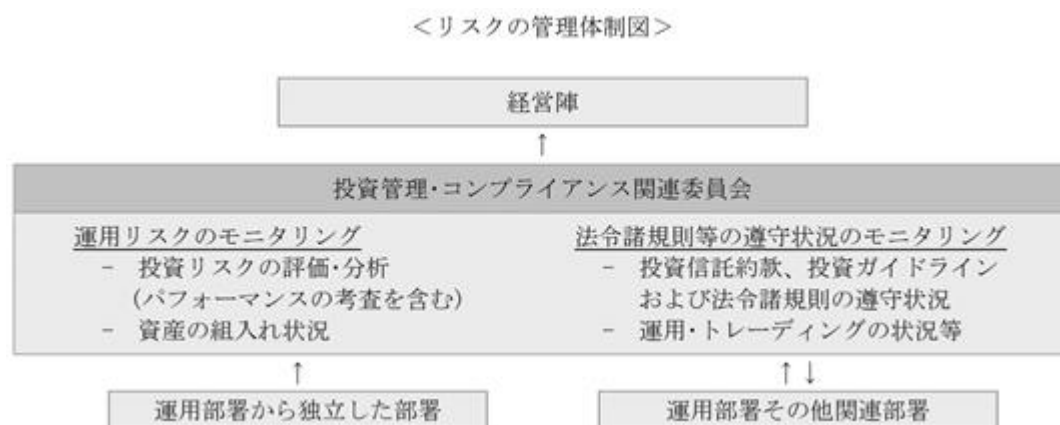 ＜リスクの管理体制図＞
経営陣
↑
投資管理･コンプライアンス関連委員会
運用リスクのモニタリング
− 投資リスクの評価･分析
(パフォーマンスの考査を含む)
− 資産の組入れ状況
法令諸規則等の遵守状況のモニタリング
− 投資信託約款、投資ガイドライン
および法令諸規則の遵守状況
− 運用･トレーディングの状況等
↑
↑↓
運用部署から独立した部署
運用部署その他関連部署